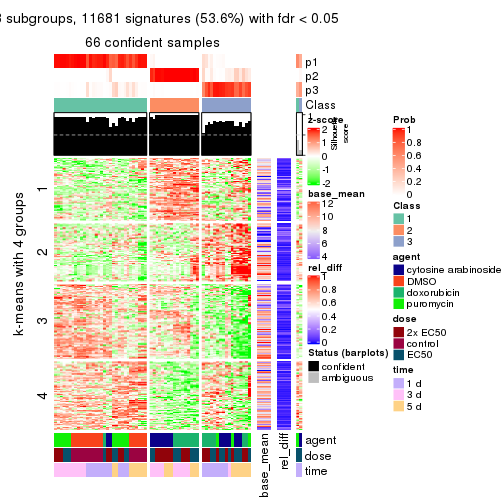 3 subgroups, 11681 signatures (53.6%) with fdr < 0.05
66 confident samples
p1
p2
p3
Class
1
Silhouette score
k-means with 4 groups
1
2
3
4
z-score
2
1
0
-1
-2
base_mean
12
10
8
6
4
rel_diff
1
0.8
0.6
0.4
0.2
0
Status (barplots)
confident
ambiguous
Prob
1
0.8
0.6
0.4
0.2
0
Class
1
2
3
agent
cytosine arabinoside
DMSO
doxorubicin
puromycin
dose
2x EC50
control
EC50
time
1 d
3 d
5 d
agent
dose
time
base_mean
rel_diff